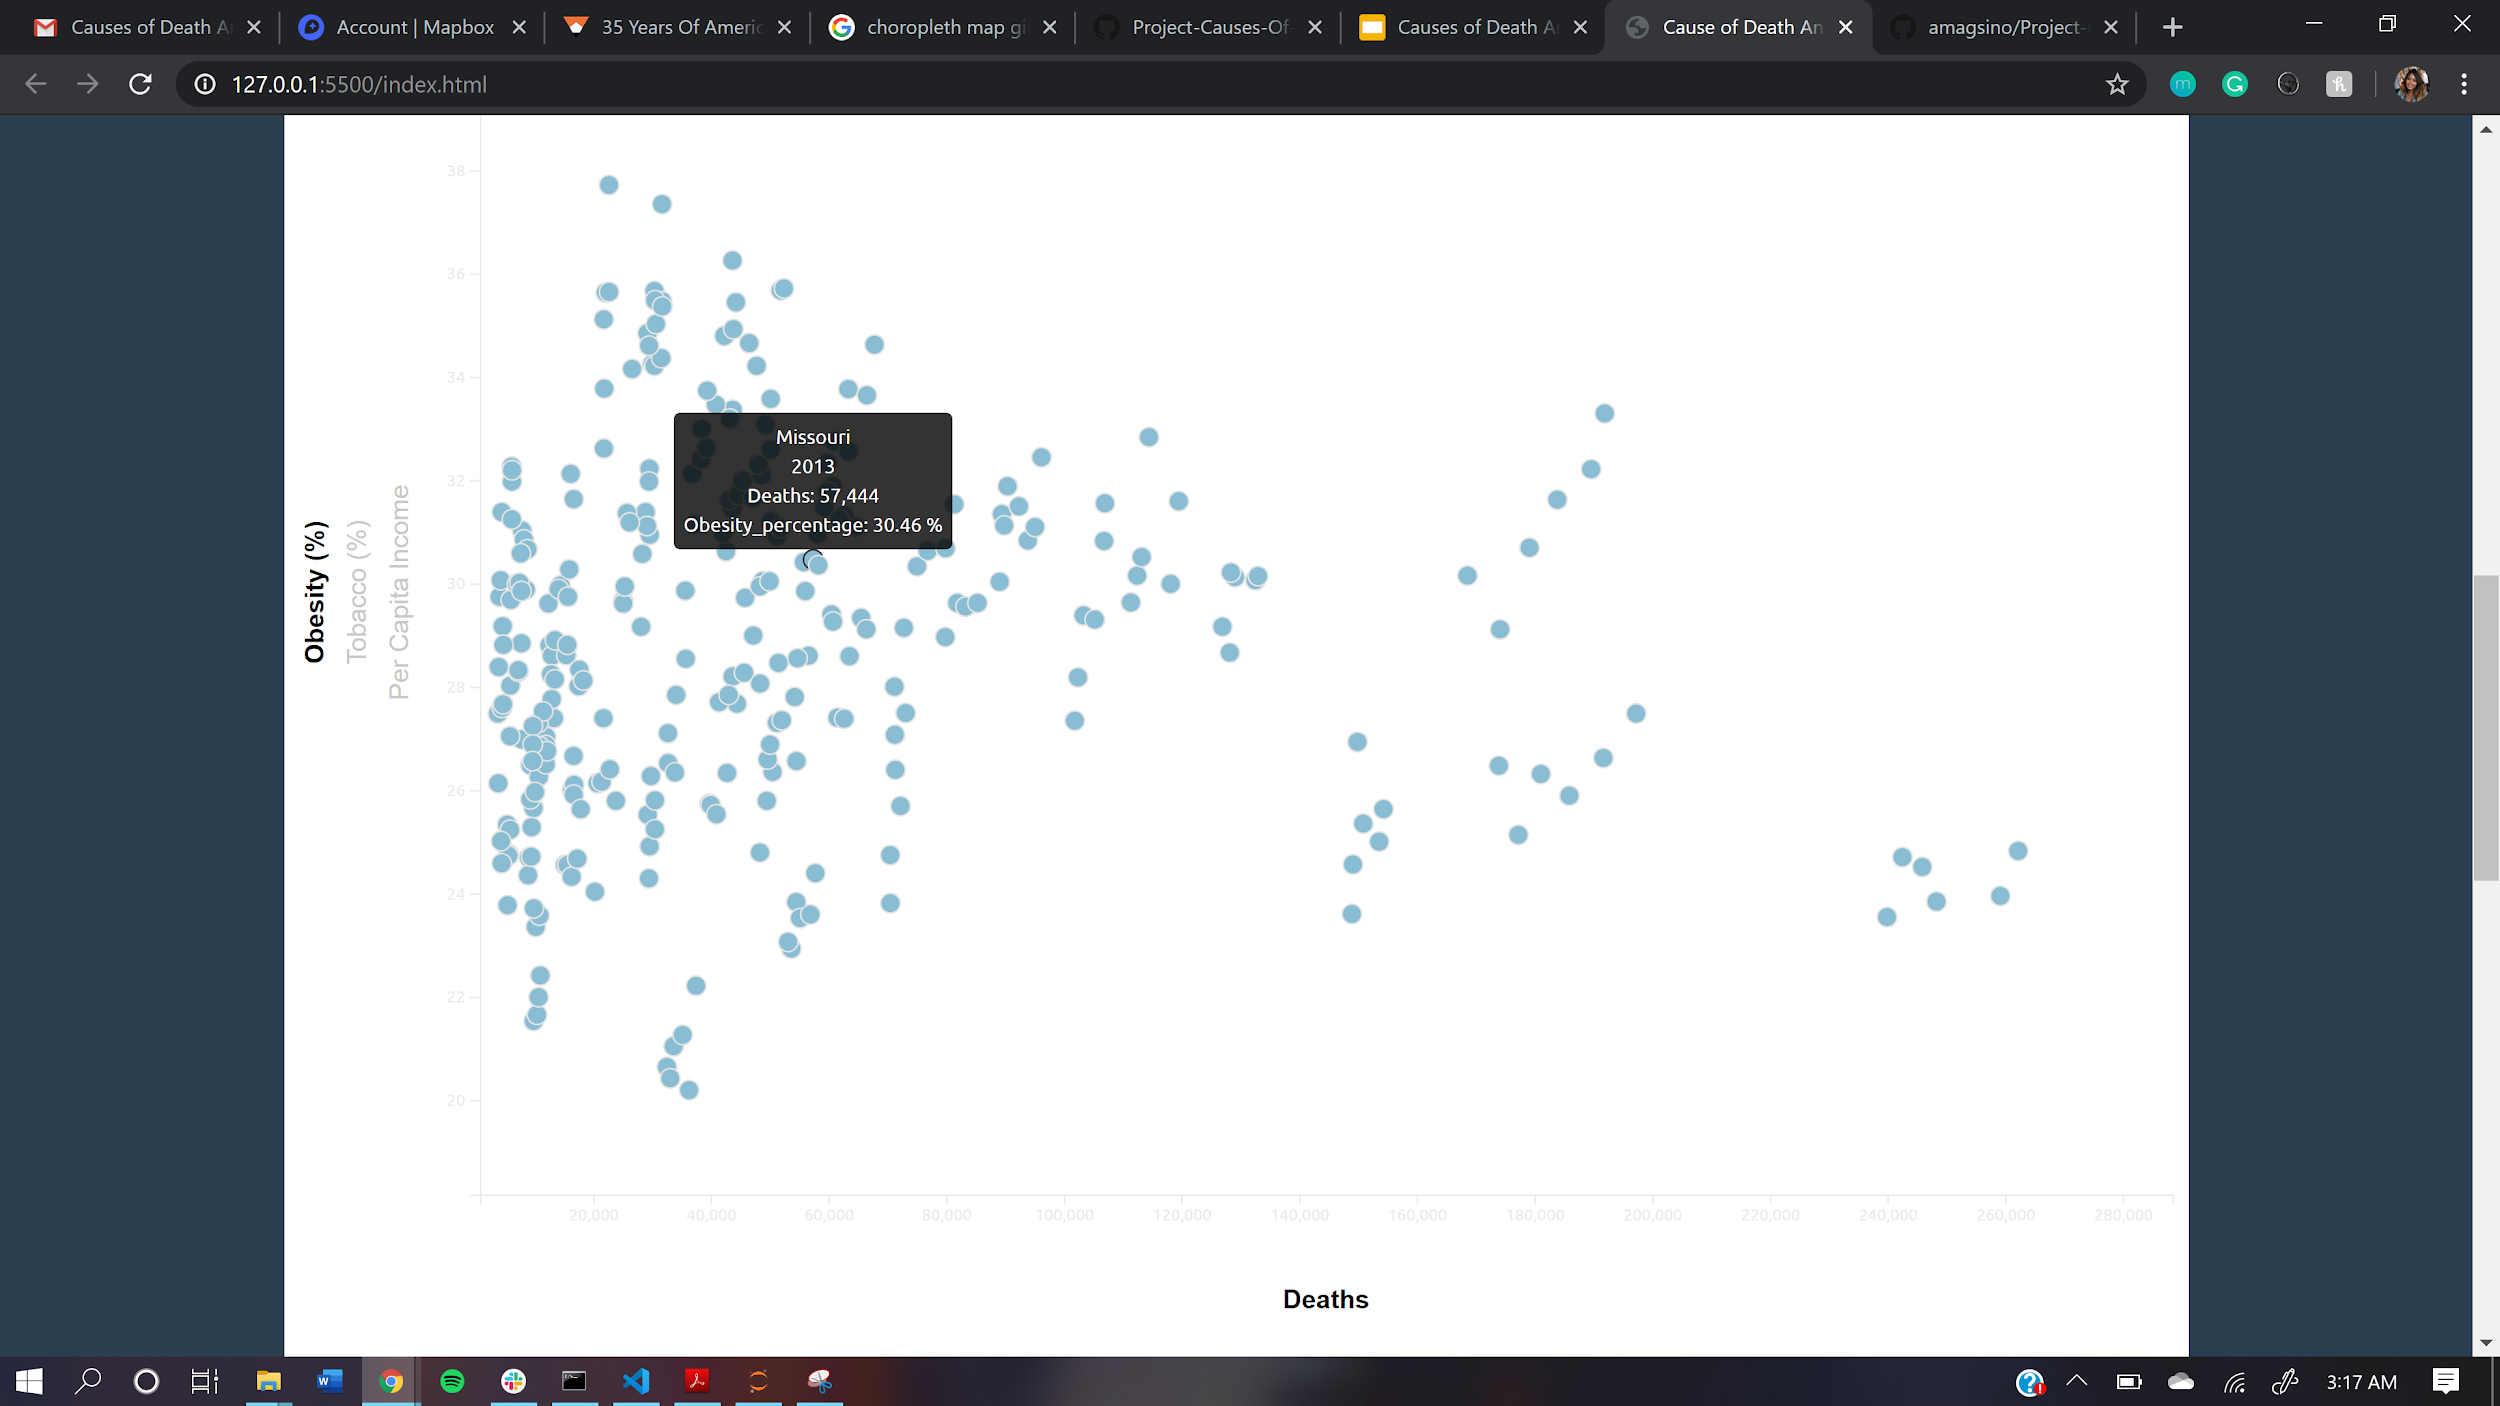 Causes of Death A
Account | Mapbox
35 Years Of Americ
choropleth map gi
Project-Causes-Of-
Causes of Death A
Cause of Death An
amagsino/Project-
127.0.0.1:5500/index.html
38
36
34
32
30
28
26
24
22
20
Obesity (%)
Tobacco (%)
Per Capita Income
Missouri
2013
Deaths: 57,444
Obesity_percentage: 30.46 %
20,000
40,000
60,000
80,000
100,000
120,000
140,000
160,000
180,000
200,000
220,000
240,000
260,000
280,000
Deaths
3:17 AM